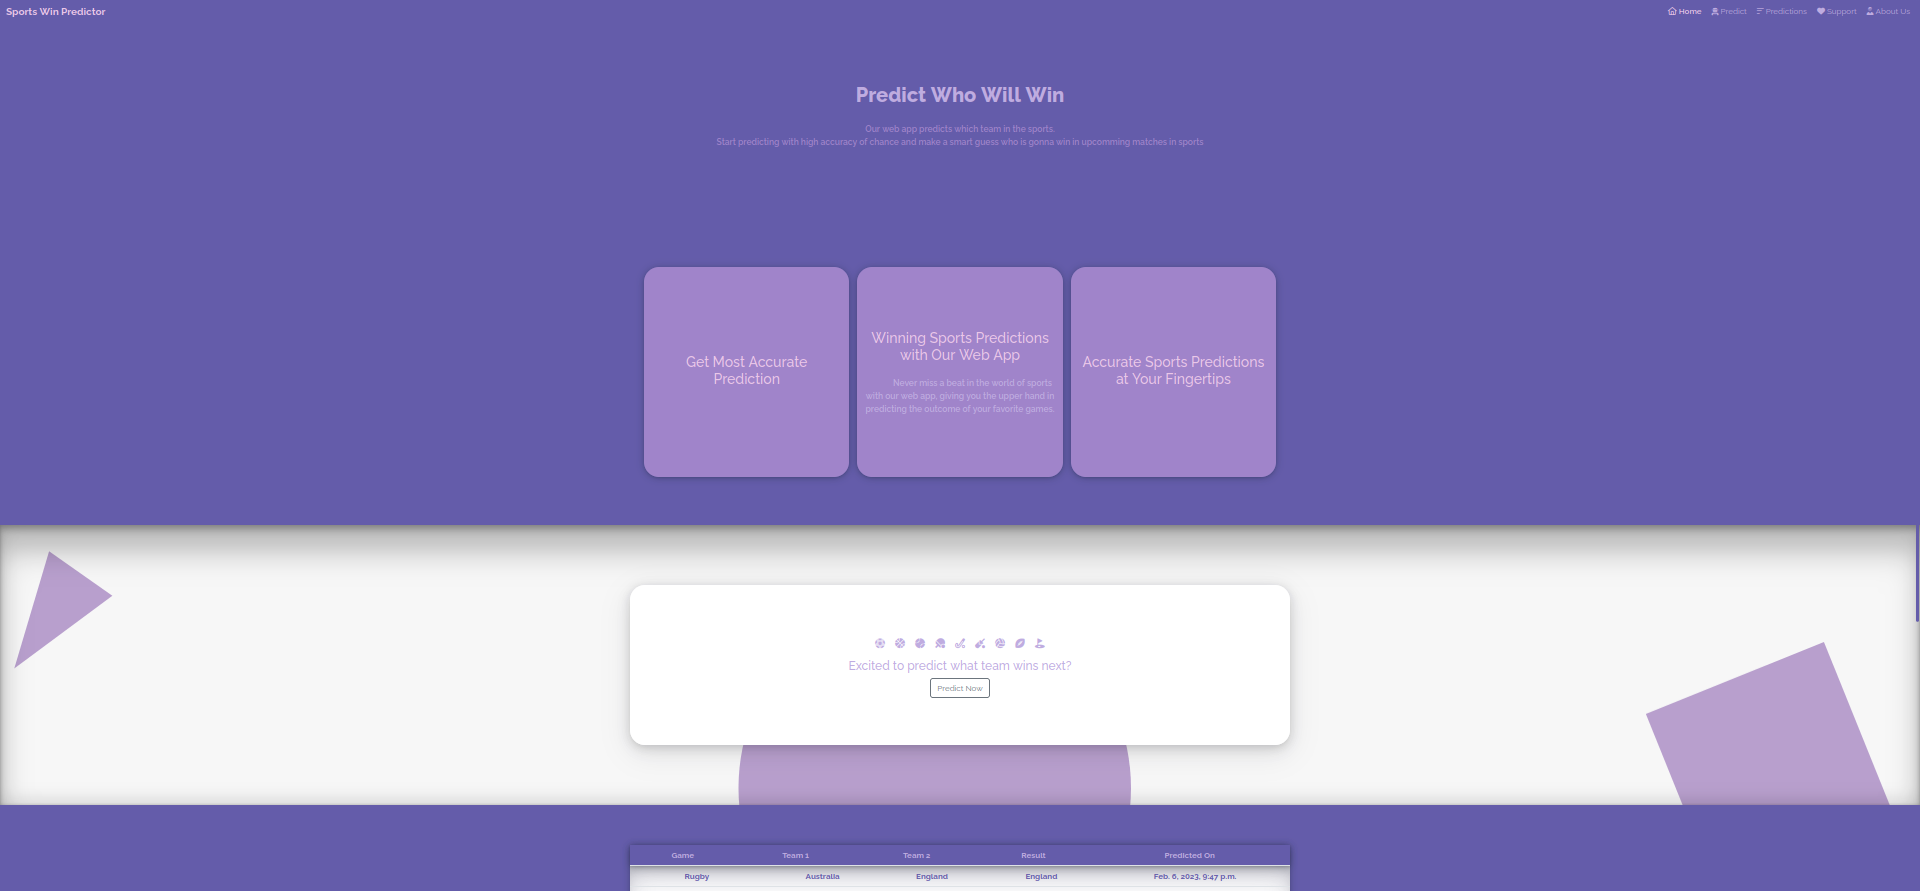 Sports Win Predictor
Home Predict Predictions Support About Us
Predict Who Will Win
Our web app predicts which team in the sports.
Start predicting with high accuracy of chance and make a smart guess who is gonna win in upcomming matches in sports
Get Most Accurate
Prediction
Winning Sports Predictions
with Our Web App
Never miss a beat in the world of sports
with our web app, giving you the upper hand in
predicting the outcome of your favorite games.
Accurate Sports Predictions
at Your Fingertips
Excited to predict what team wins next?
Predict Now
Game Team 1 Team 2 Result Predicted On
Rugby Australia England England Feb. 6, 2023, 9:47 p.m.